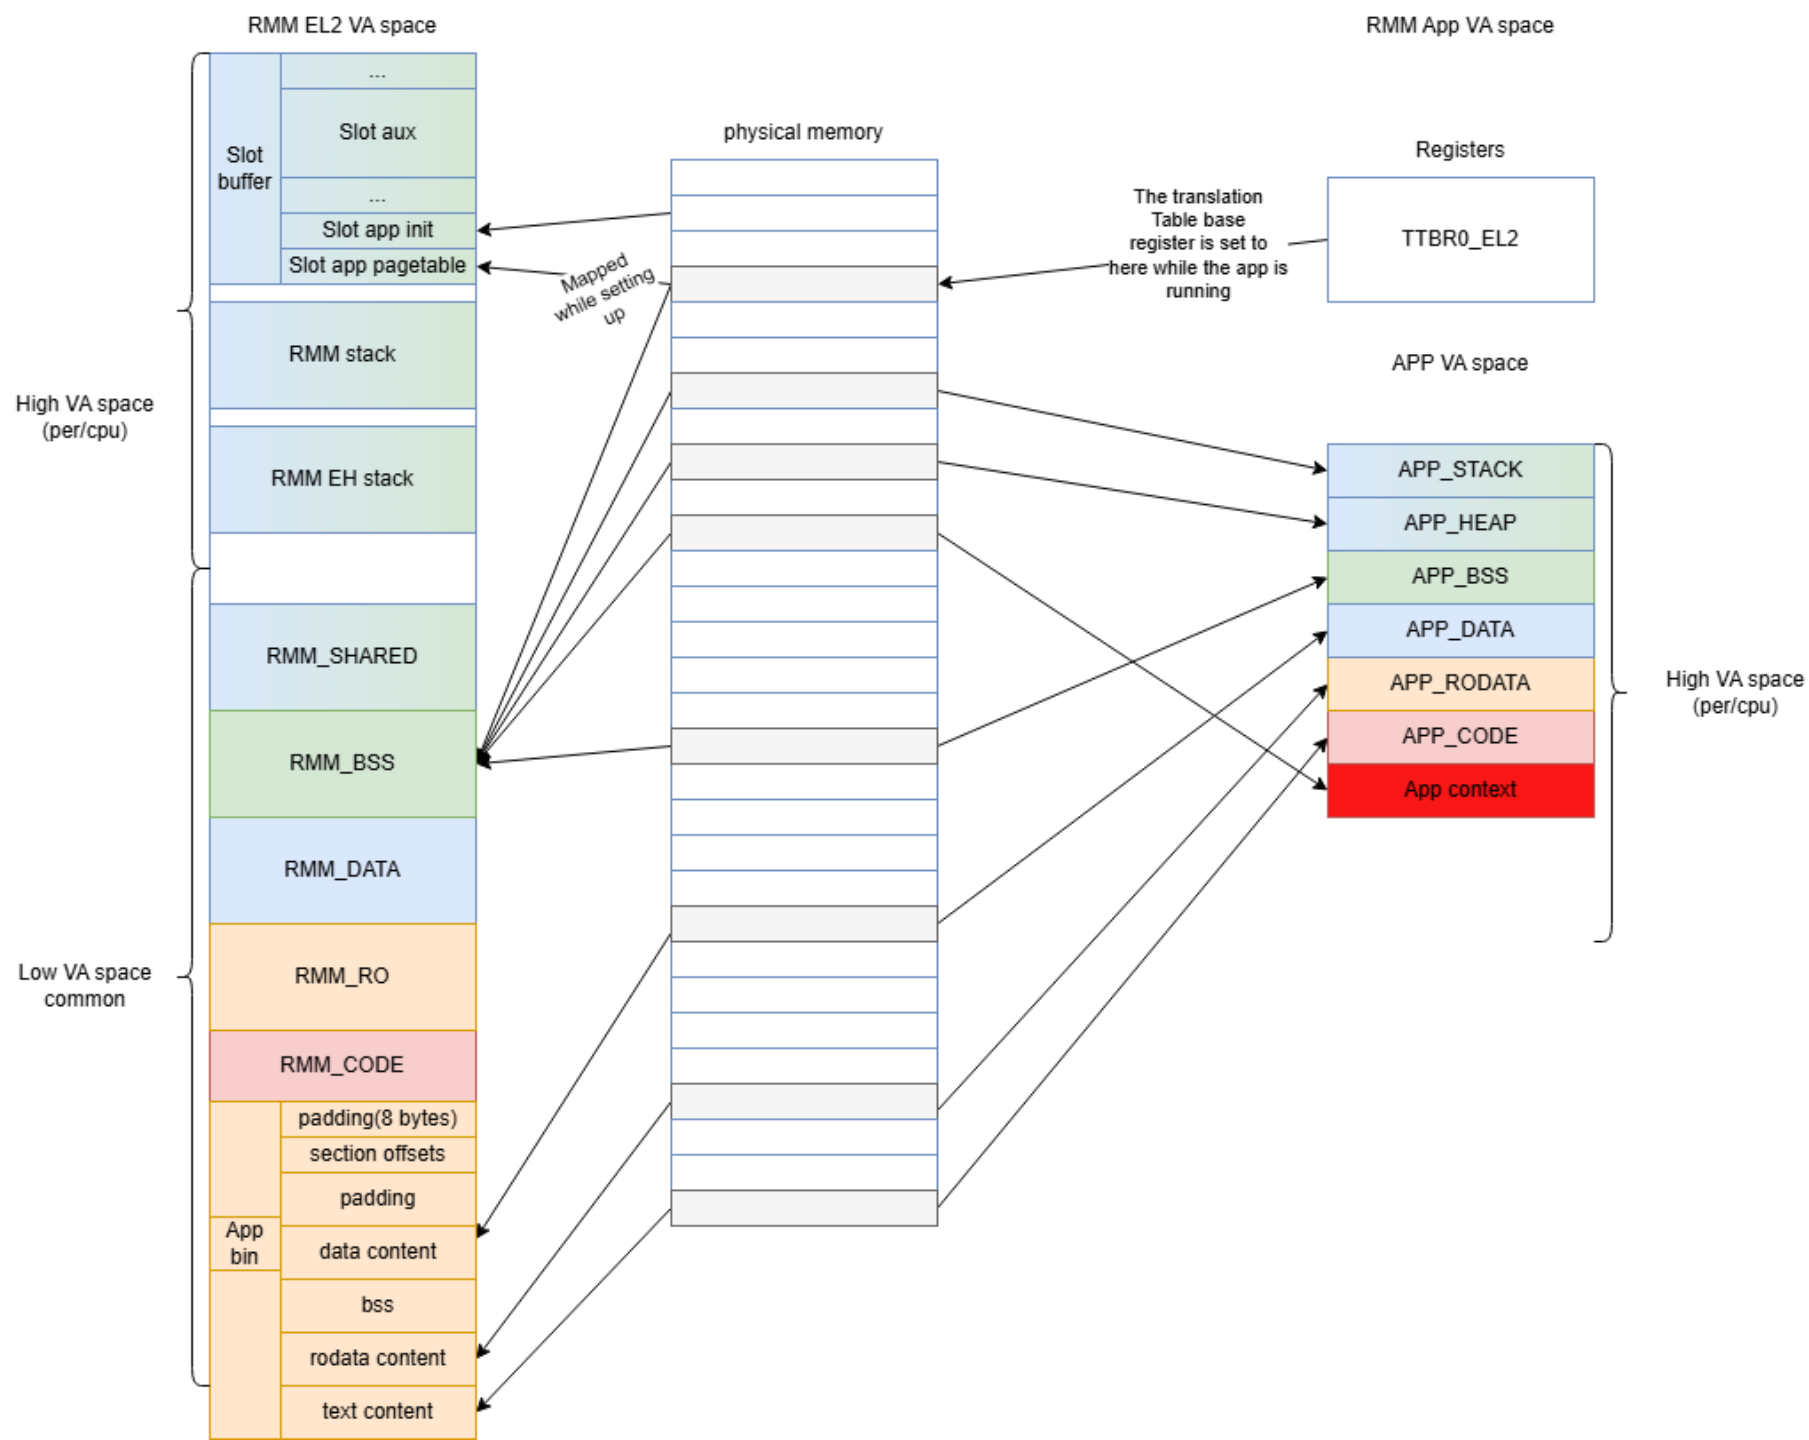 RMM EL2 VA space
RMM App VA space
...
Slot aux
Slot
buffer
...
Slot app init
Slot app pagetable
RMM stack
High VA space
(per/cpu)
RMM EH stack
RMM_SHARED
RMM_BSS
RMM_DATA
Low VA space
common
RMM_RO
RMM_CODE
padding(8 bytes)
section offsets
padding
App
bin
data content
bss
rodata content
text content
physical memory
Mapped
while setting
up
The translation
Table base
register is set to
here while the app is
running
Registers
TTBR0_EL2
APP VA space
APP_STACK
APP_HEAP
APP_BSS
APP_DATA
APP_RODATA
APP_CODE
App context
High VA space
(per/cpu)